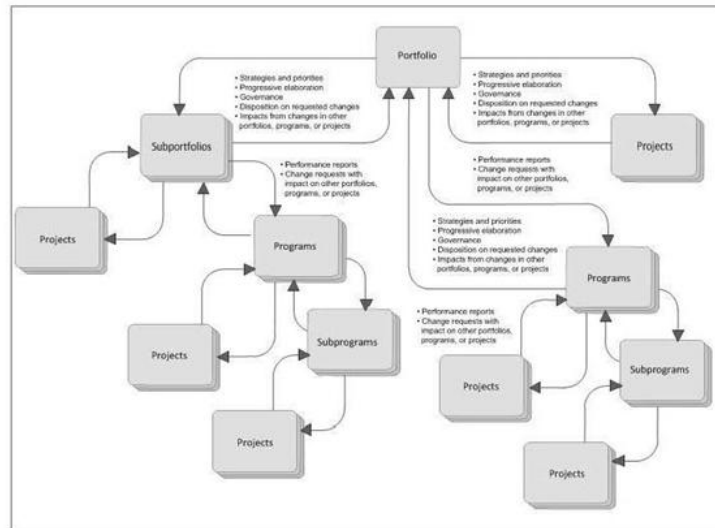 Portfolio
• Strategies and priorities
• Progressive elaboration
• Governance
• Disposition on requested changes
• Impacts from changes in other
portfolios, programs, or projects
• Strategies and priorities
• Progressive elaboration
• Governance
• Disposition on requested changes
• Impacts from changes in other
portfolios, programs, or projects
Subportfolios
Projects
• Performance reports
• Change requests with
impact on other portfolios,
programs, or projects
• Performance reports
• Change requests with
impact on other portfolios,
programs, or projects
Projects
Programs
• Strategies and priorities
• Progressive elaboration
• Governance
• Disposition on requested changes
• Impacts from changes in other
portfolios, programs, or projects
Programs
• Performance reports
• Change requests with
impact on other portfolios,
programs, or projects
Projects
Subprograms
Projects
Subprograms
Projects
Projects